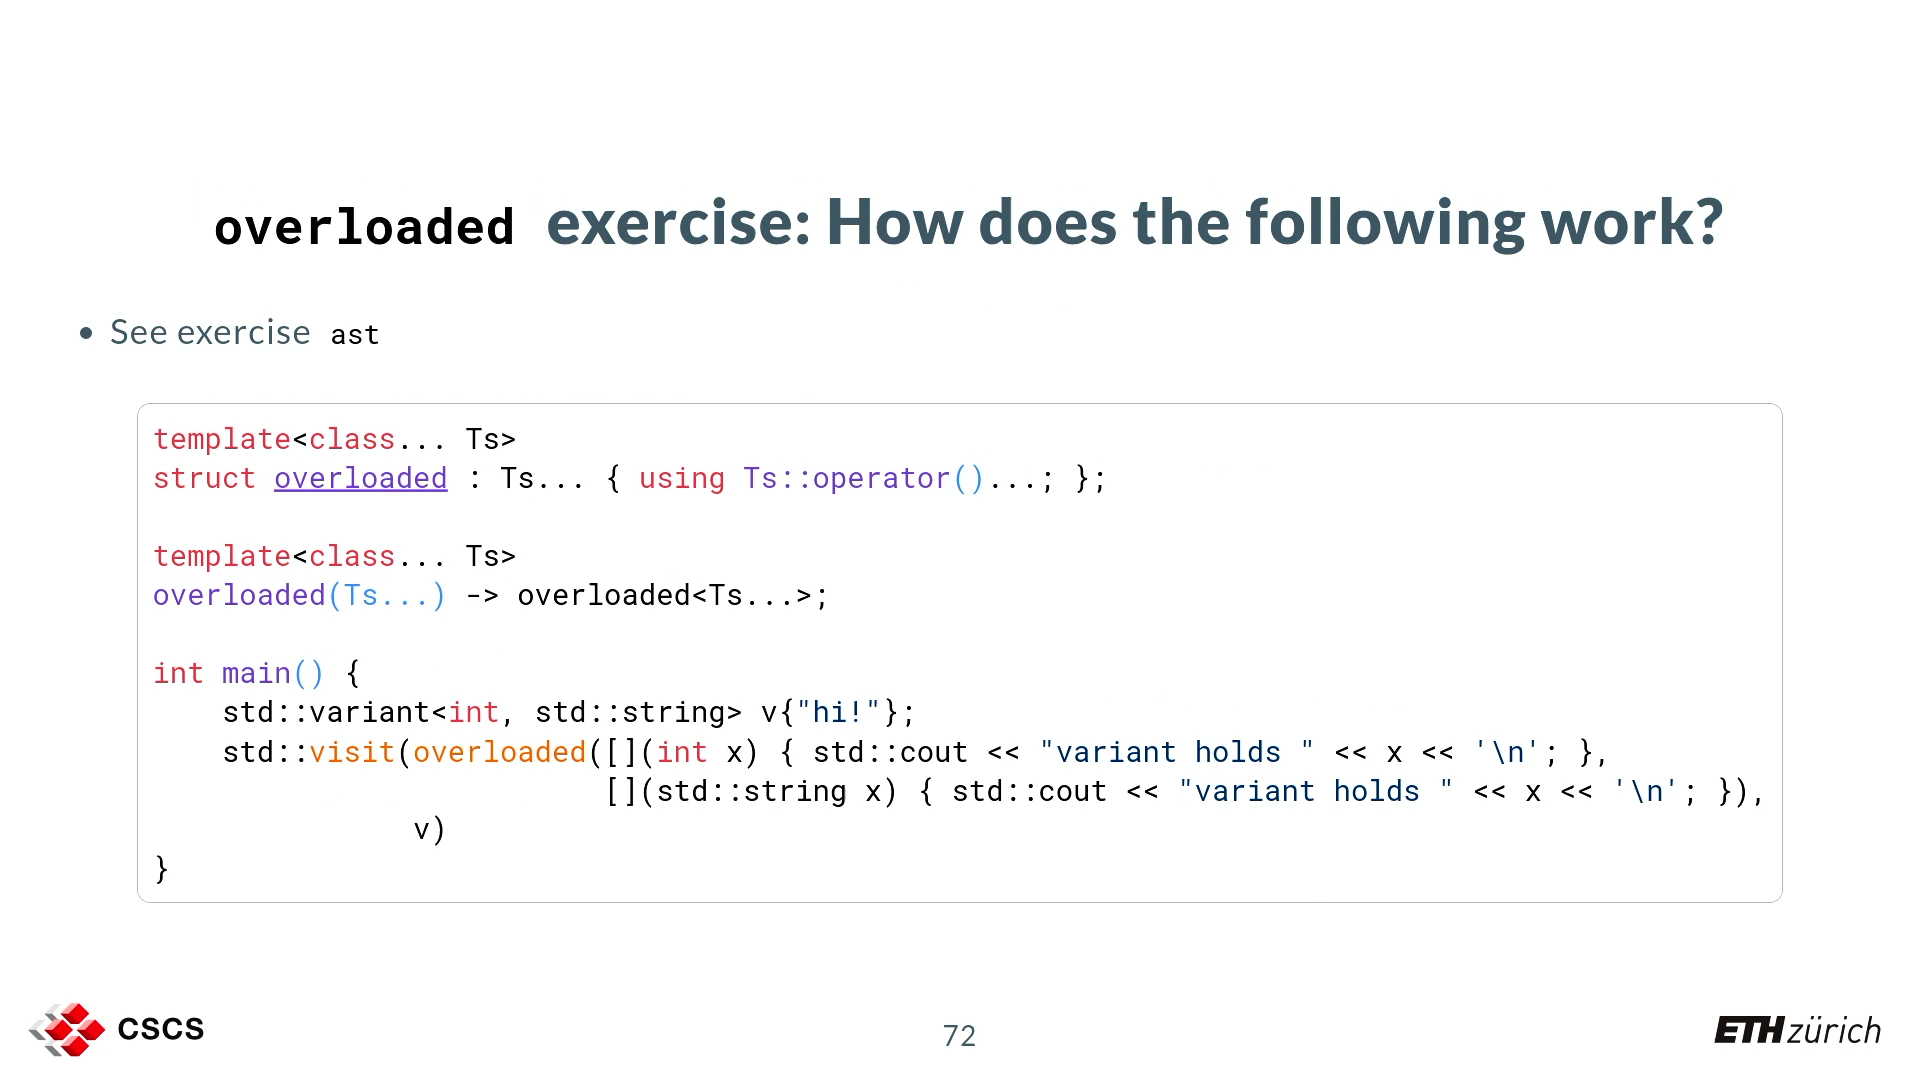 overloaded exercise: How does the following work?
• See exercise ast
template<class... Ts>
struct overloaded : Ts... { using Ts::operator()...; };
template<class... Ts>
overloaded(Ts...) -> overloaded<Ts...>;
int main() {
    std::variant<int, std::string> v{"hi!"};
    std::visit(overloaded([](int x) { std::cout << "variant holds " << x << '\n'; },
                          [](std::string x) { std::cout << "variant holds " << x << '\n'; }),
               v)
}
CSCS
72
ETH zürich